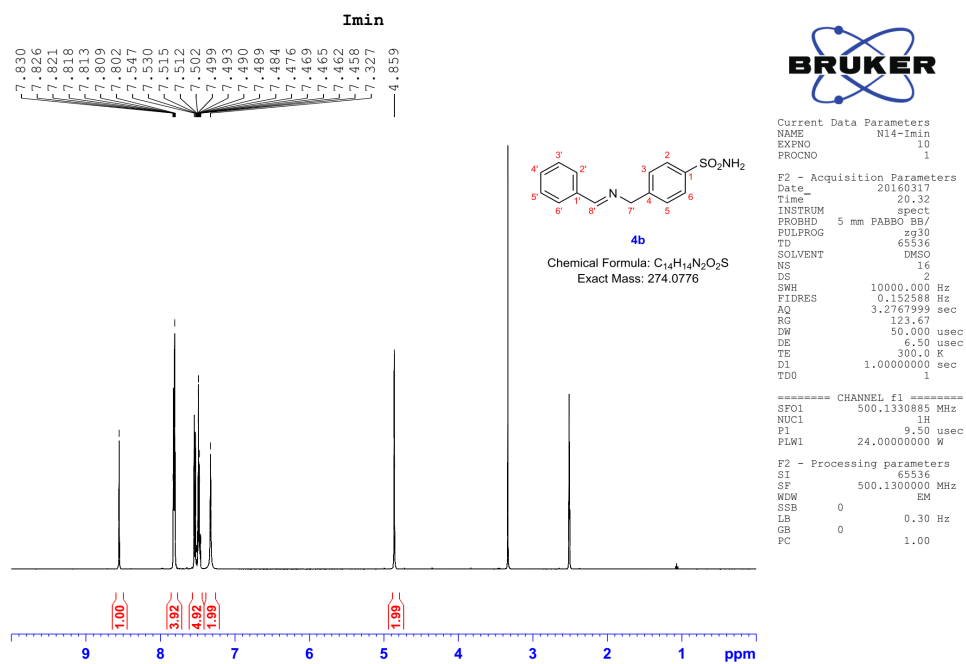 Imin
7.830
7.826
7.821
7.818
7.813
7.809
7.802
7.547
7.530
7.515
7.512
7.502
7.499
7.493
7.490
7.489
7.484
7.476
7.469
7.465
7.462
7.458
7.327
4.859
BRUKER
Current Data Parameters
NAME N14-Imin
EXPNO 10
PROCNO 1
F2 - Acquisition Parameters
Date_ 20160317
Time 20.32
INSTRUM spect
PROBHD 5 mm PABBO BB/
PULPROG zg30
TD 65536
SOLVENT DMSO
NS 16
DS 2
SWH 10000.000 Hz
FIDRES 0.152588 Hz
AQ 3.2767999 sec
RG 123.67
DW 50.000 usec
DE 6.50 usec
TE 300.0 K
D1 1.00000000 sec
TD0 1
======== CHANNEL f1 ========
SFO1 500.1330885 MHz
NUC1 1H
P1 9.50 usec
PLW1 24.00000000 W
F2 - Processing parameters
SI 65536
SF 500.1300000 MHz
WDW EM
SSB 0
LB 0.30 Hz
GB 0
PC 1.00
3'
2'
4'
5'
6'
1'
8'
N
7'
3
2
4
1
5
6
SO2NH2
4b
Chemical Formula: C14H14N2O2S
Exact Mass: 274.0776
1.00
3.92
4.92
1.99
1.99
9 8 7 6 5 4 3 2 1 ppm